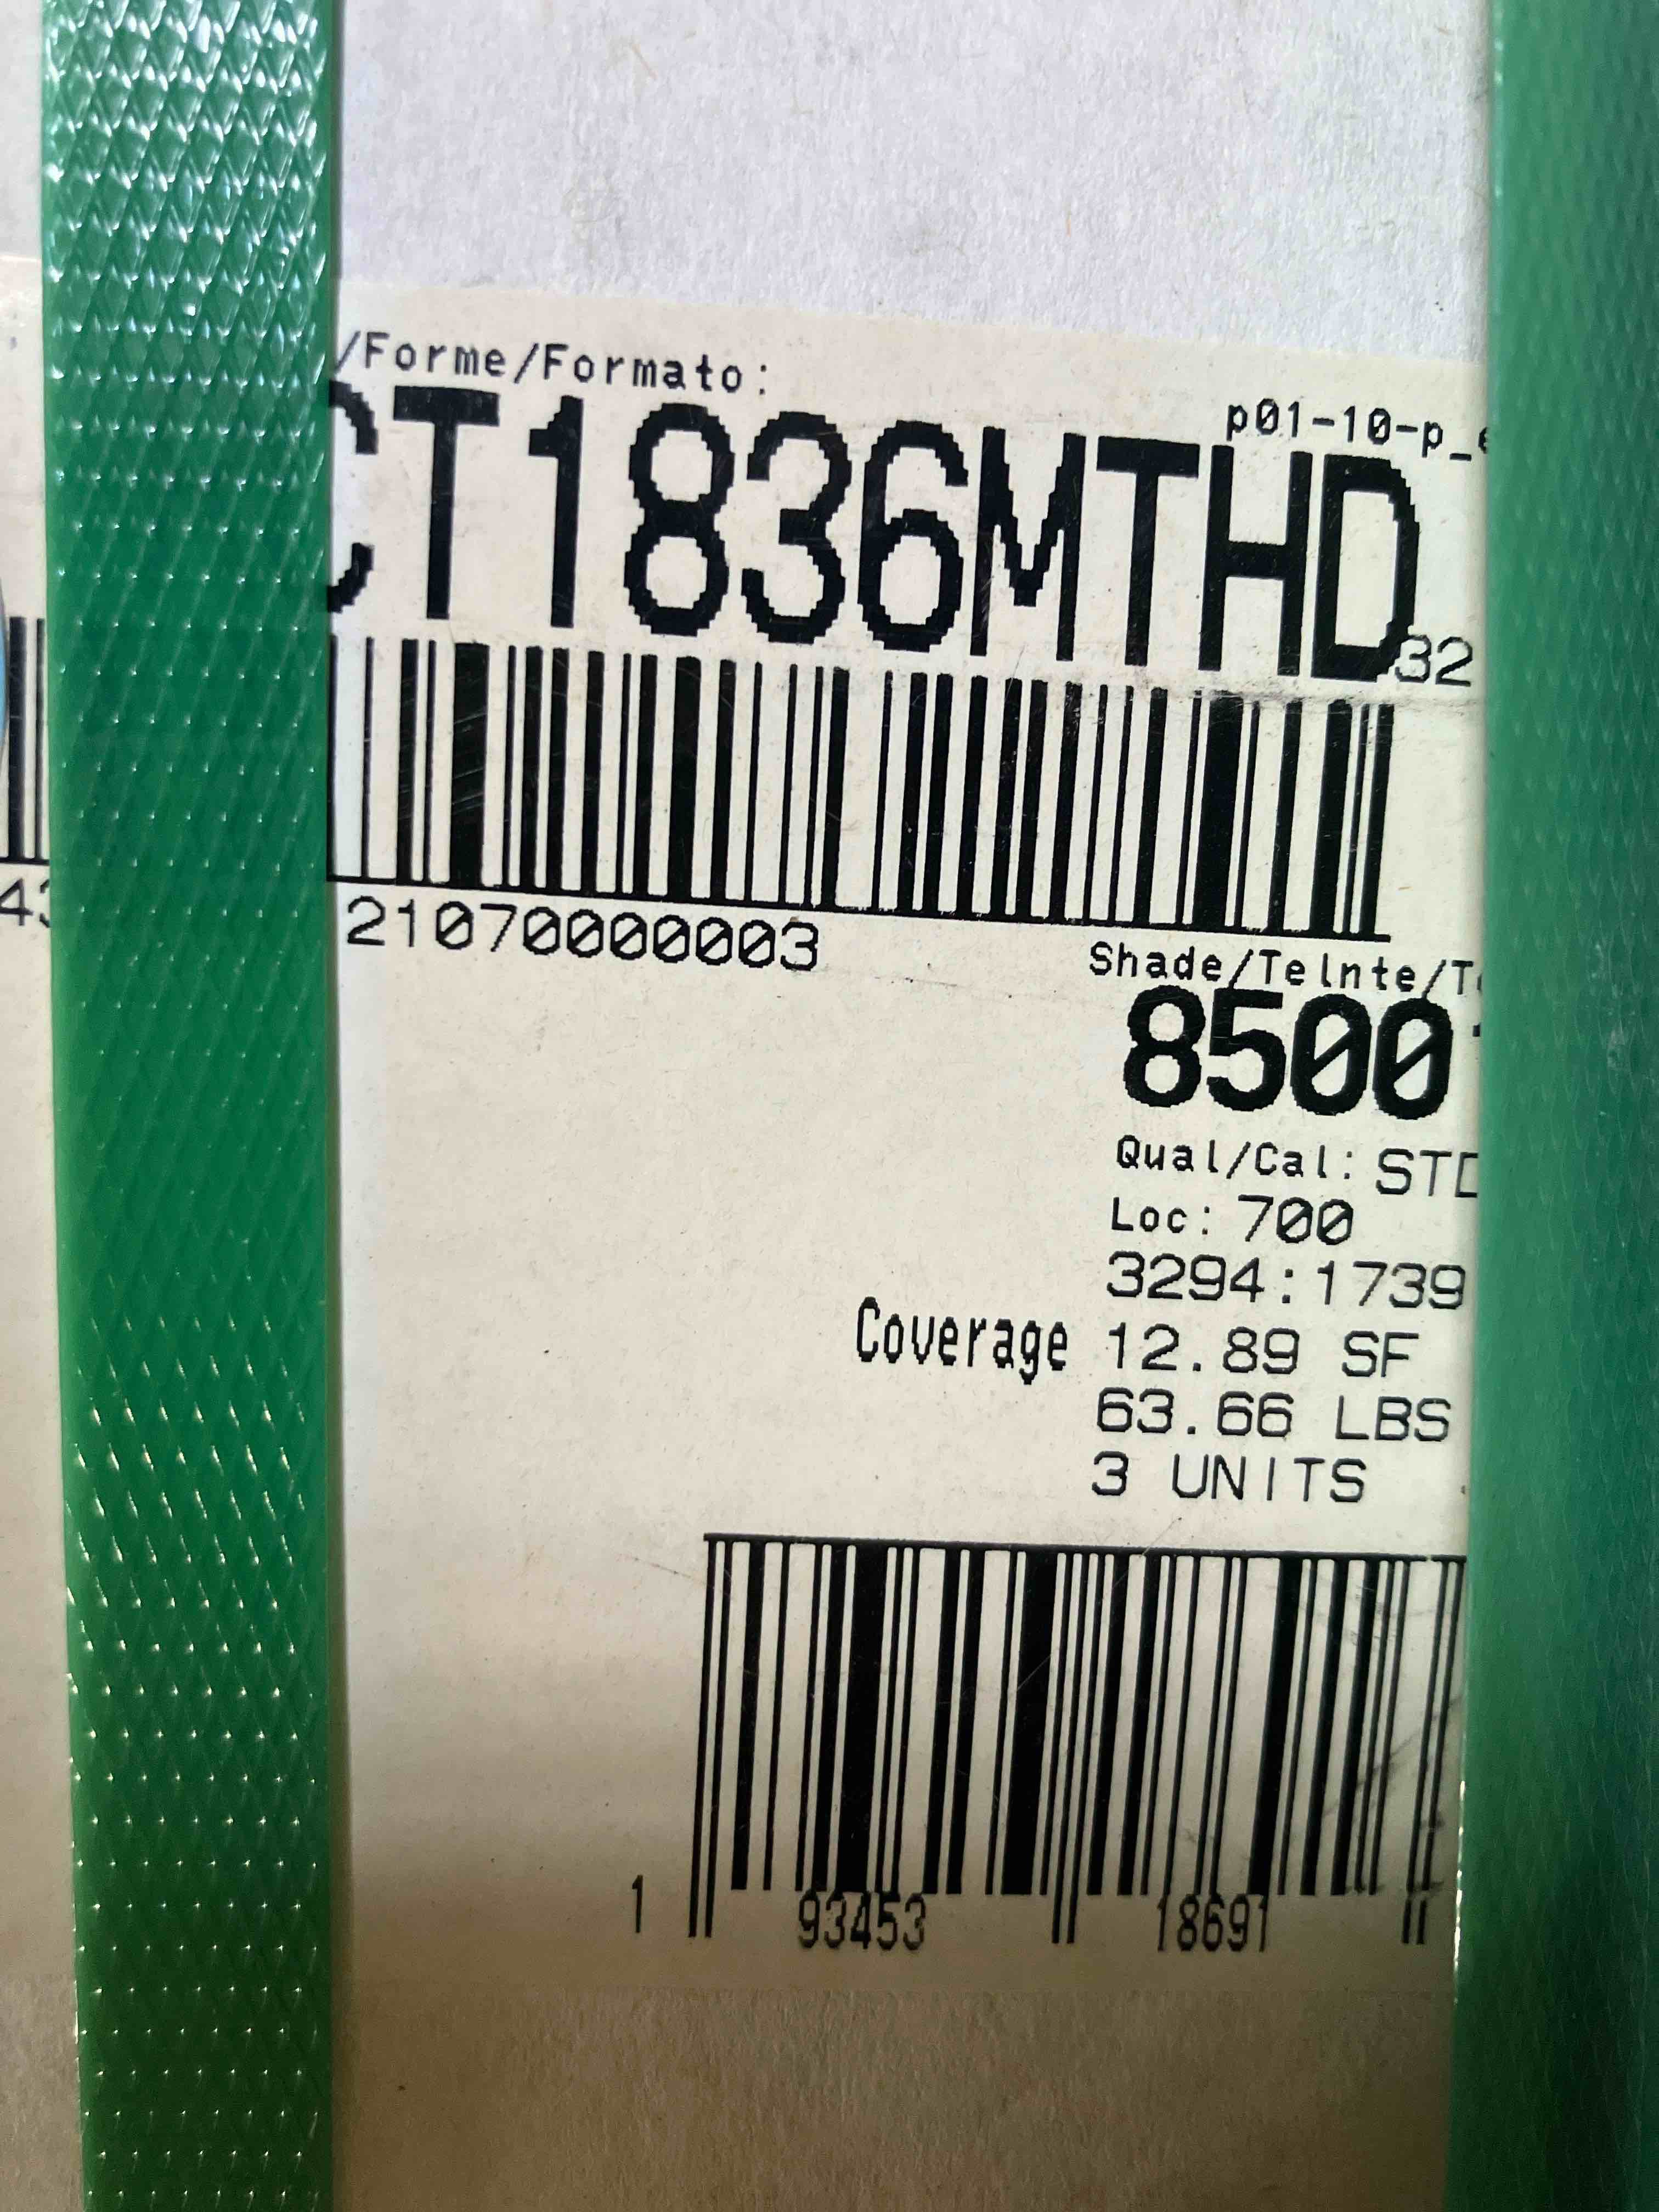 /Forme/Formato:
p01-10-p_
CT1836MTHD
32
21070000003
Shade/Telnte/T
8500
Qual/Cal: STD
Loc: 700
3294:1739
Coverage 12.89 SF
63.66 LBS
3 UNITS
1 93453 18691